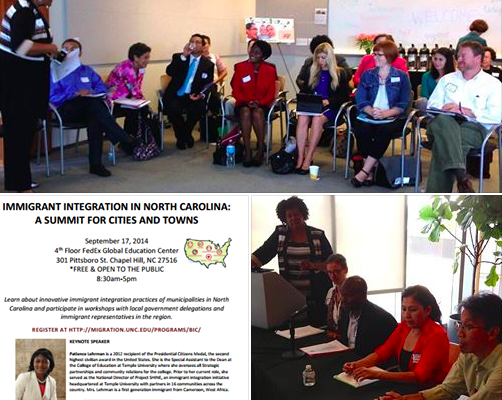 WELCOME
IMMIGRANT INTEGRATION IN NORTH CAROLINA:
A SUMMIT FOR CITIES AND TOWNS
September 17, 2014
4th Floor FedEx Global Education Center
301 Pittsboro St. Chapel Hill, NC 27516
*FREE & OPEN TO THE PUBLIC
8:30am-5pm
Learn about innovative immigrant integration practices of municipalities in North
Carolina and participate in workshops with local government delegations and
immigrant representatives in the region.
REGISTER AT HTTP://MIGRATION.UNC.EDU/PROGRAMS/BIC/
KEYNOTE SPEAKER
Patience Lehrman is a 2012 recipient of the Presidential Citizens Medal, the second
highest civilian award in the United States. She is the Special Assistant to the Dean at
the College of Education at Temple University where she oversees all Strategic
partnerships and community relations for the college. Prior to her current role, she
served as the National Director of Project SHINE, an immigrant integration initiative
headquartered at Temple University with partners in 16 communities across the
country. Mrs. Lehrman is a first generation immigrant from Cameroon, West Africa.